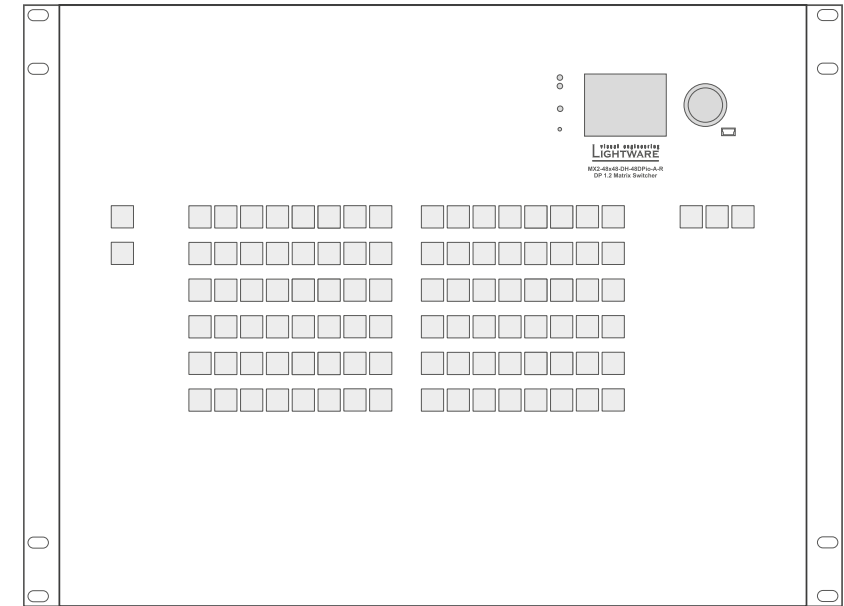 visual engineering
LIGHTWARE
MX2-48x48-DH-48DPio-A-R
DP 1.2 Matrix Switcher